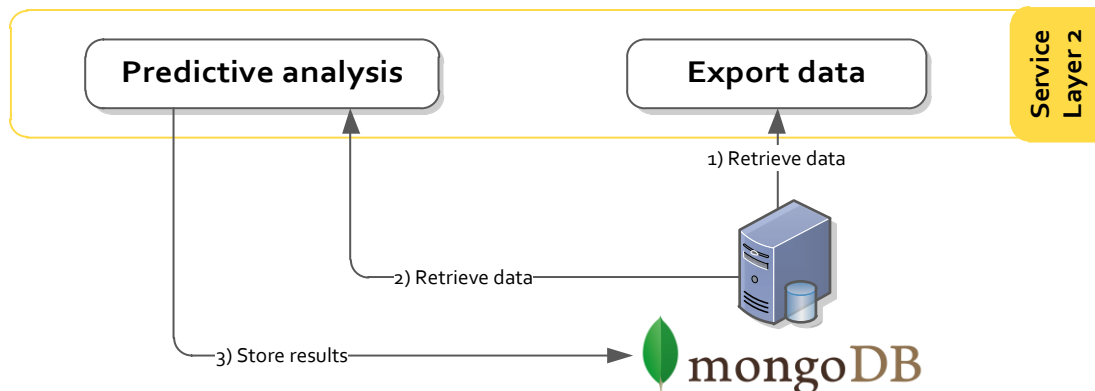 Predictive analysis
Export data
Service
Layer 2
1) Retrieve data
2) Retrieve data
3) Store results
mongoDB